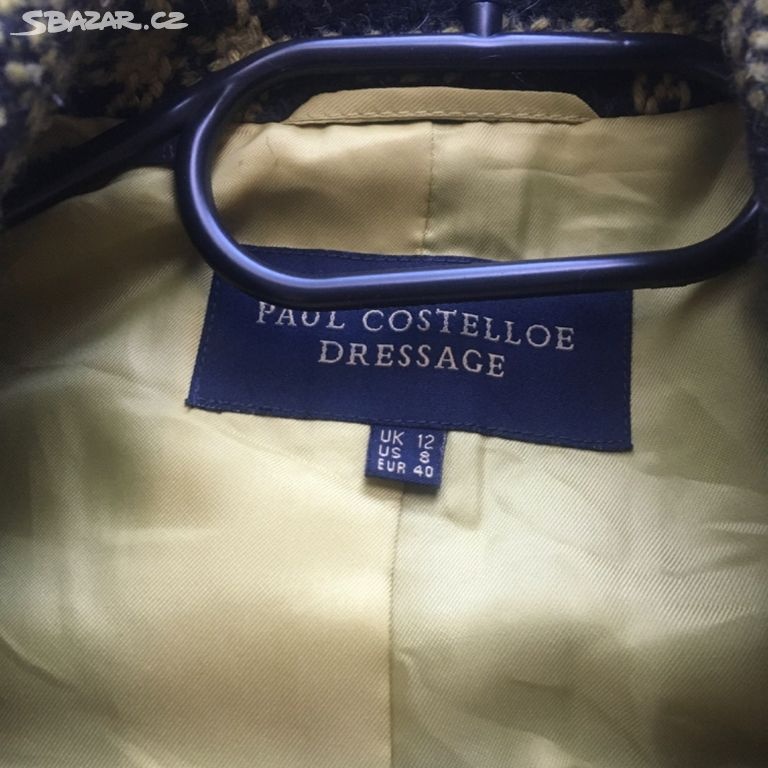 SBAZAR.CZ
PAUL COSTELLOE
DRESSAGE
UK 12
US 8
EUR 40